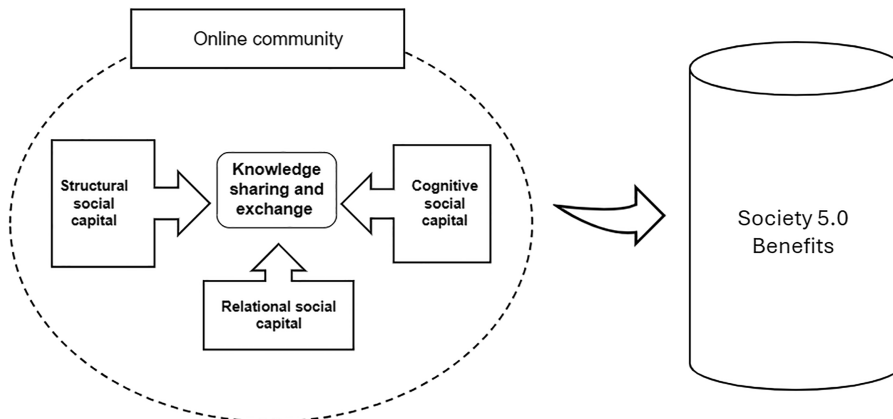 Online community
Structural
social
capital
Knowledge
sharing and
exchange
Cognitive
social
capital
Relational social
capital
Society 5.0
Benefits